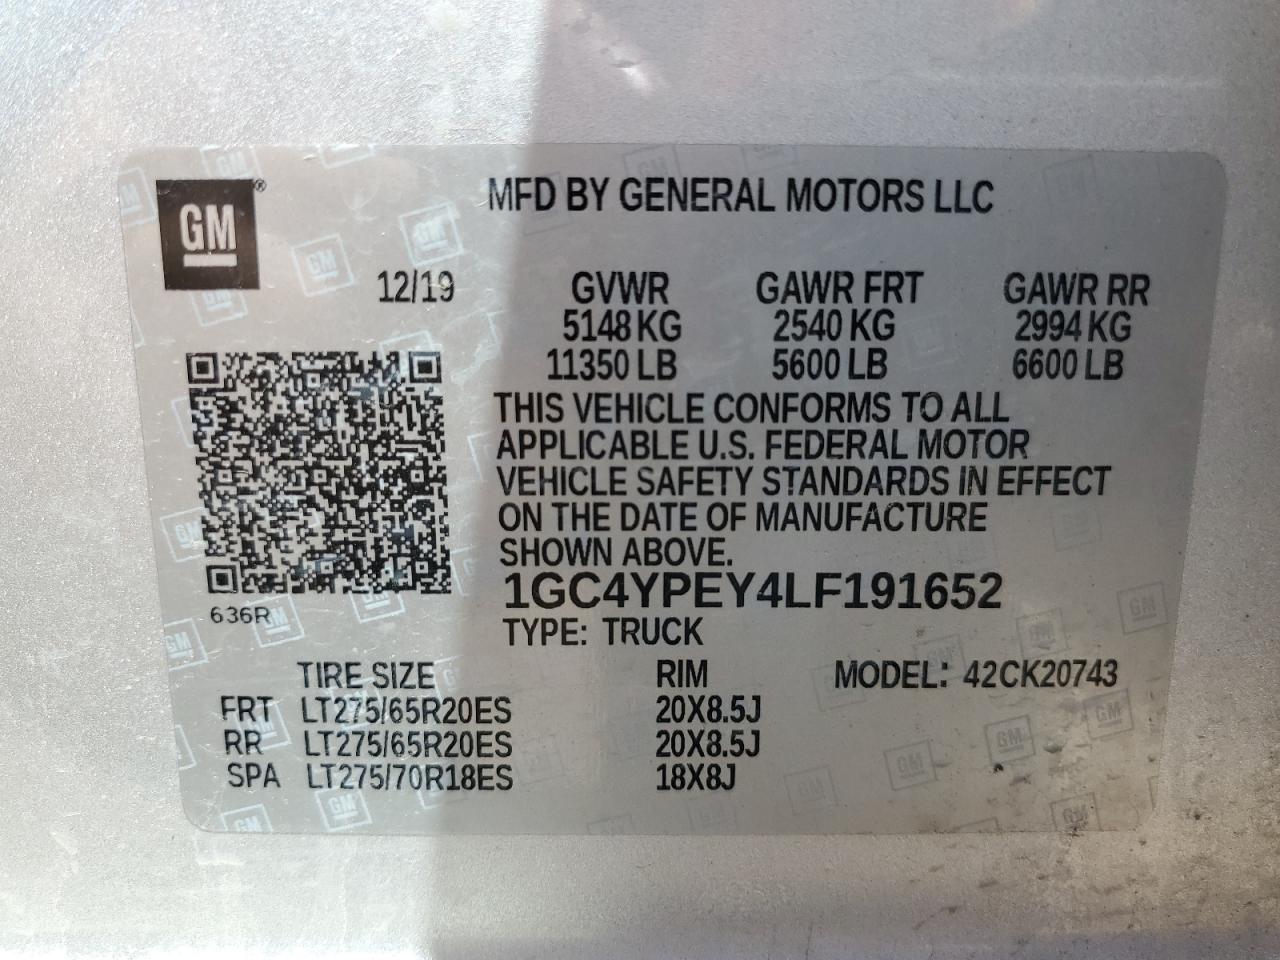 GM®
MFD BY GENERAL MOTORS LLC
12/19 GVWR GAWR FRT GAWR RR
5148 KG 2540 KG 2994 KG
11350 LB 5600 LB 6600 LB
THIS VEHICLE CONFORMS TO ALL
APPLICABLE U.S. FEDERAL MOTOR
VEHICLE SAFETY STANDARDS IN EFFECT
ON THE DATE OF MANUFACTURE
SHOWN ABOVE.
1GC4YPEY4LF191652
636R
TYPE: TRUCK
TIRE SIZE RIM MODEL: 42CK20743
FRT LT275/65R20ES 20X8.5J
RR LT275/65R20ES 20X8.5J
SPA LT275/70R18ES 18X8J